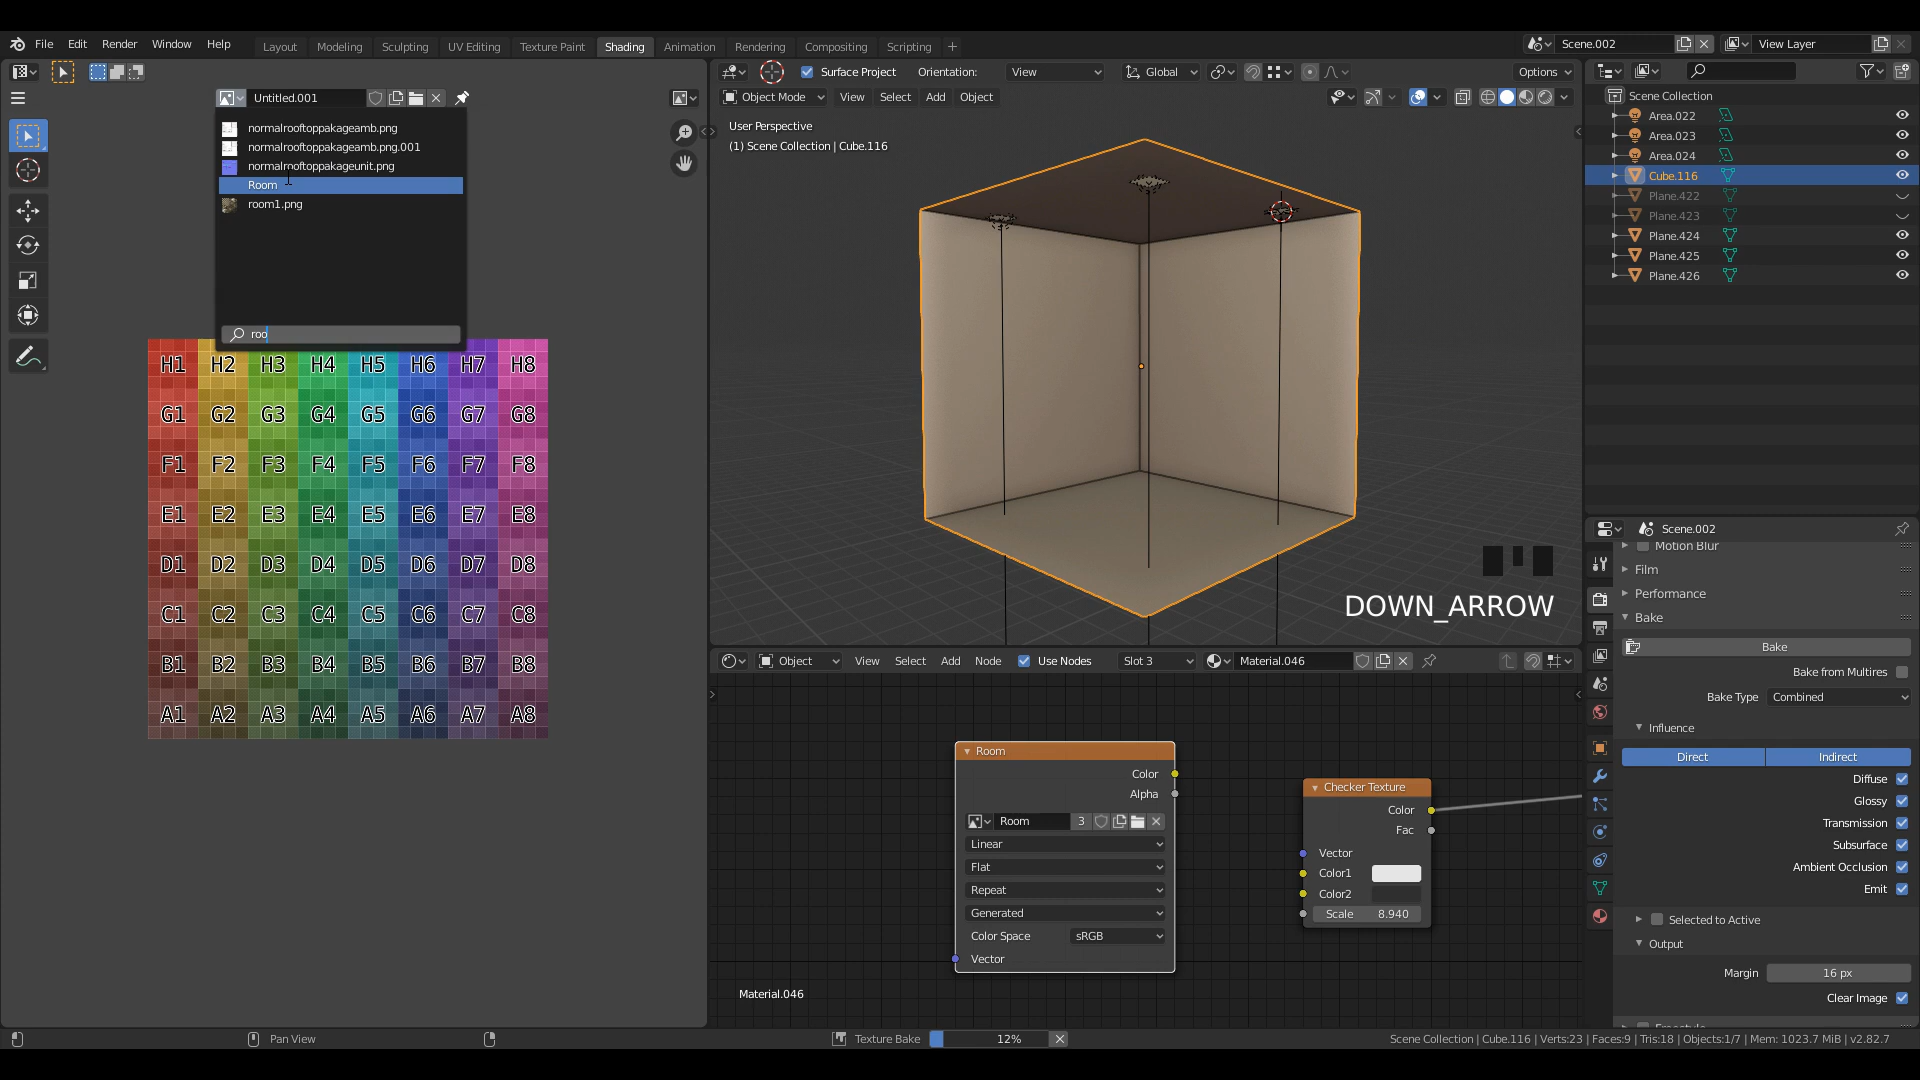 File Edit Render Window Help
Layout Modeling Sculpting UV Editing Texture Paint Shading Animation Rendering Compositing Scripting +
Scene.002
View Layer
Surface Project
Orientation:
View
Global
Options
Untitled.001
Object Mode View Select Add Object
normalrooftoppakageamb.png
normalrooftoppakageamb.png.001
normalrooftoppakageunit.png
Room
room1.png
roo
User Perspective
(1) Scene Collection | Cube.116
Scene Collection
Area.022
Area.023
Area.024
Cube.116
Plane.422
Plane.423
Plane.424
Plane.425
Plane.426
H1 H2 H3 H4 H5 H6 H7 H8
G1 G2 G3 G4 G5 G6 G7 G8
F1 F2 F3 F4 F5 F6 F7 F8
E1 E2 E3 E4 E5 E6 E7 E8
D1 D2 D3 D4 D5 D6 D7 D8
C1 C2 C3 C4 C5 C6 C7 C8
B1 B2 B3 B4 B5 B6 B7 B8
A1 A2 A3 A4 A5 A6 A7 A8
DOWN_ARROW
Object View Select Add Node Use Nodes Slot 3 Material.046
Room
Color
Alpha
Room 3
Linear
Flat
Repeat
Generated
Color Space sRGB
Vector
Checker Texture
Color
Fac
Vector
Color1
Color2
Scale 8.940
Material.046
Scene.002
Motion Blur
Film
Performance
Bake
Bake
Bake from Multires
Bake Type Combined
Influence
Direct Indirect
Diffuse
Glossy
Transmission
Subsurface
Ambient Occlusion
Emit
Selected to Active
Output
Margin 16 px
Clear Image
Pan View
Texture Bake 12%
Scene Collection | Cube.116 | Verts:23 | Faces:9 | Tris:18 | Objects:1/7 | Mem: 1023.7 MiB | v2.82.7